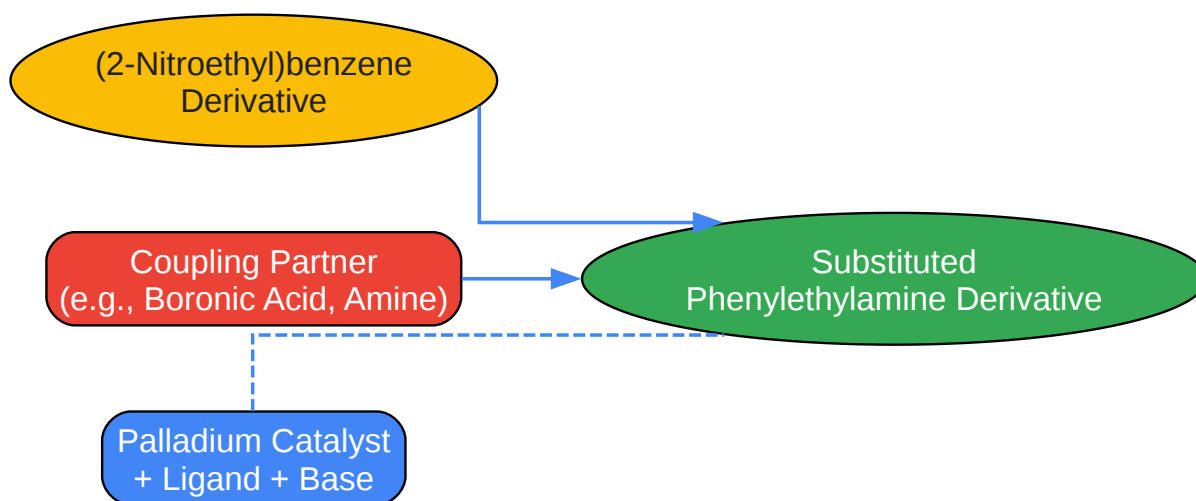 (2-Nitroethyl)benzene
Derivative
Coupling Partner
(e.g., Boronic Acid, Amine)
Substituted
Phenylethylamine Derivative
Palladium Catalyst
+ Ligand + Base